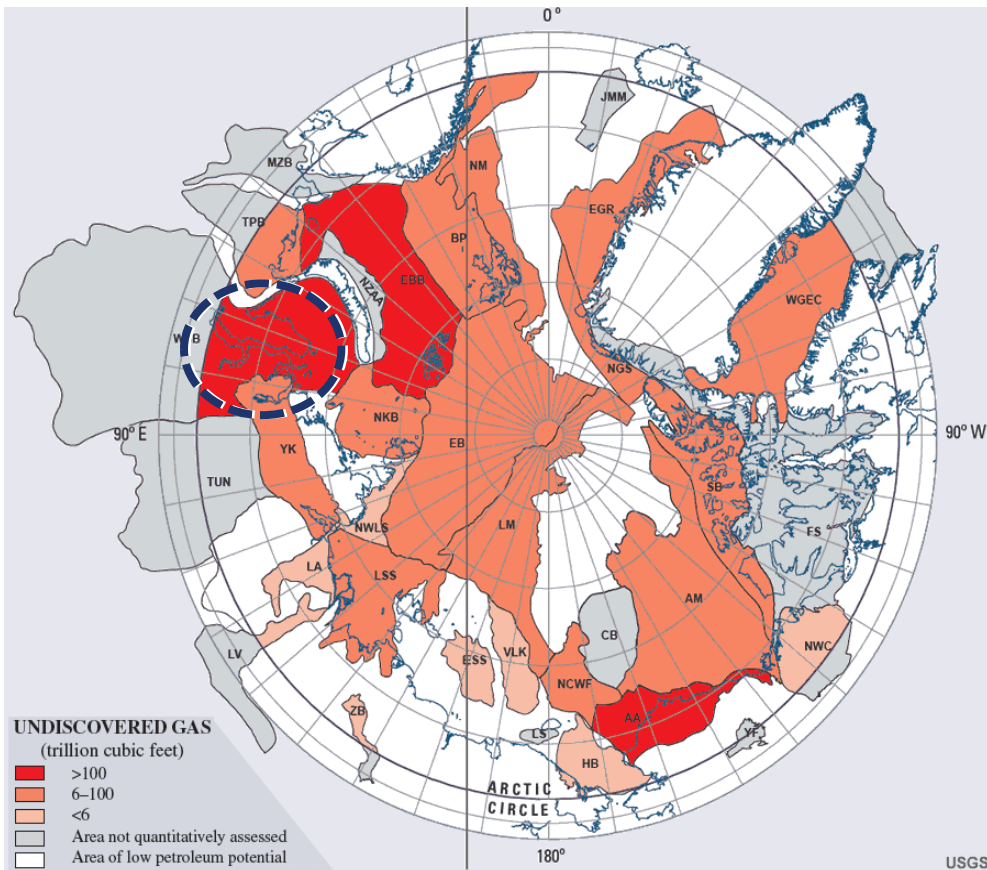 0°
JMM
MZB
NM
EGR
TPB
BP
NZAA
EBB
WGEC
NGS
NKB
90° E
EB
90° W
YK
TUN
SB
NWLS
LM
FS
LA
LSS
AM
CB
NWC
LV
ESS
VLK
NCWF
ZB
AA
LS
YF
HB
ARCTIC
CIRCLE
180°
UNDISCOVERED GAS
(trillion cubic feet)
>100
6–100
<6
Area not quantitatively assessed
Area of low petroleum potential
USGS